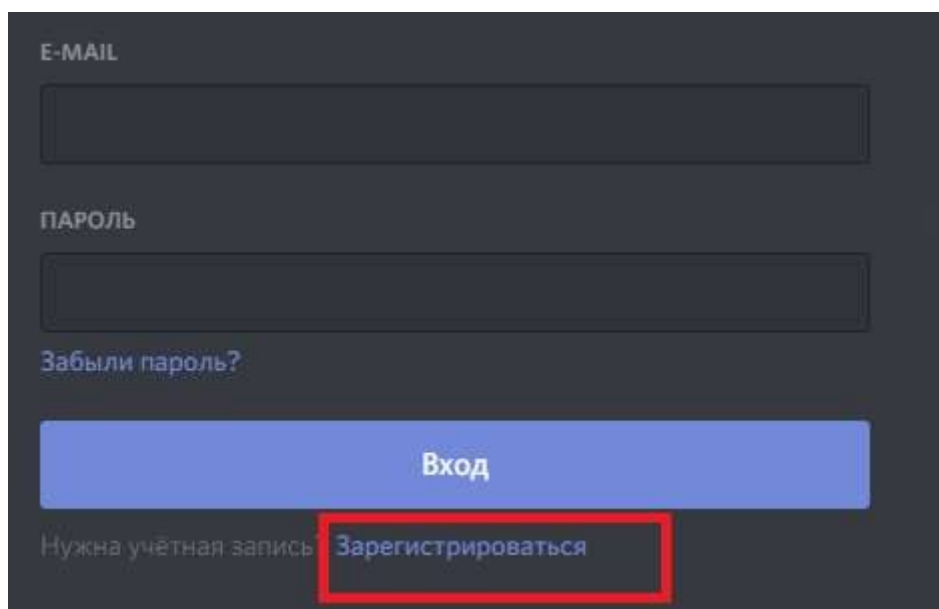 E-MAIL
ПАРОЛЬ
Забыли пароль?
Вход
Нужна учётная запись? Зарегистрироваться